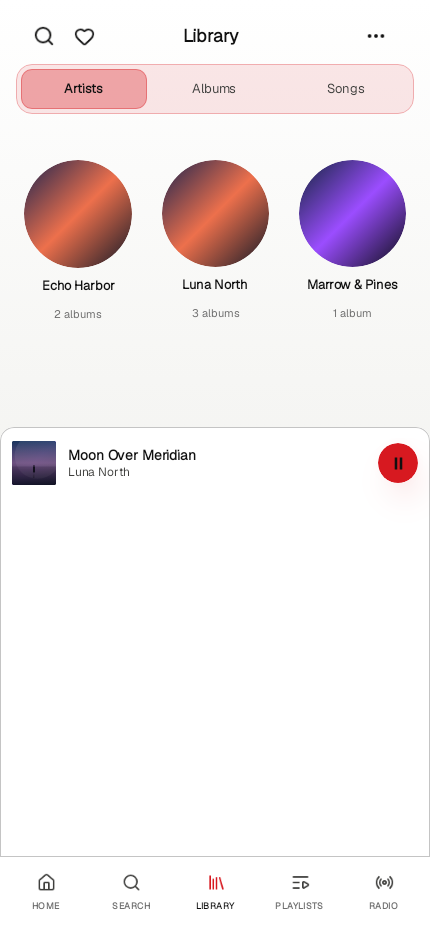 Library
Artists
Albums
Songs
Echo Harbor
Luna North
Marrow & Pines
2 albums
3 albums
1 album
Moon Over Meridian
Luna North
HOME
SEARCH
LIBRARY
PLAYLISTS
RADIO